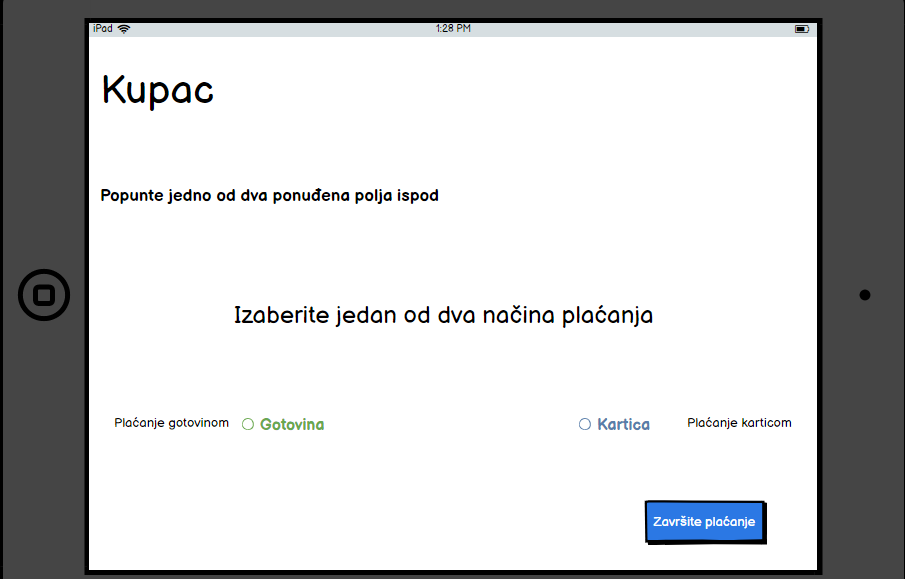 iPad
1:28 PM
Kupac
Popunte jedno od dva ponuđena polja ispod
Izaberite jedan od dva načina plaćanja
Plaćanje gotovinom Gotovina Kartica Plaćanje karticom
Završite plaćanje